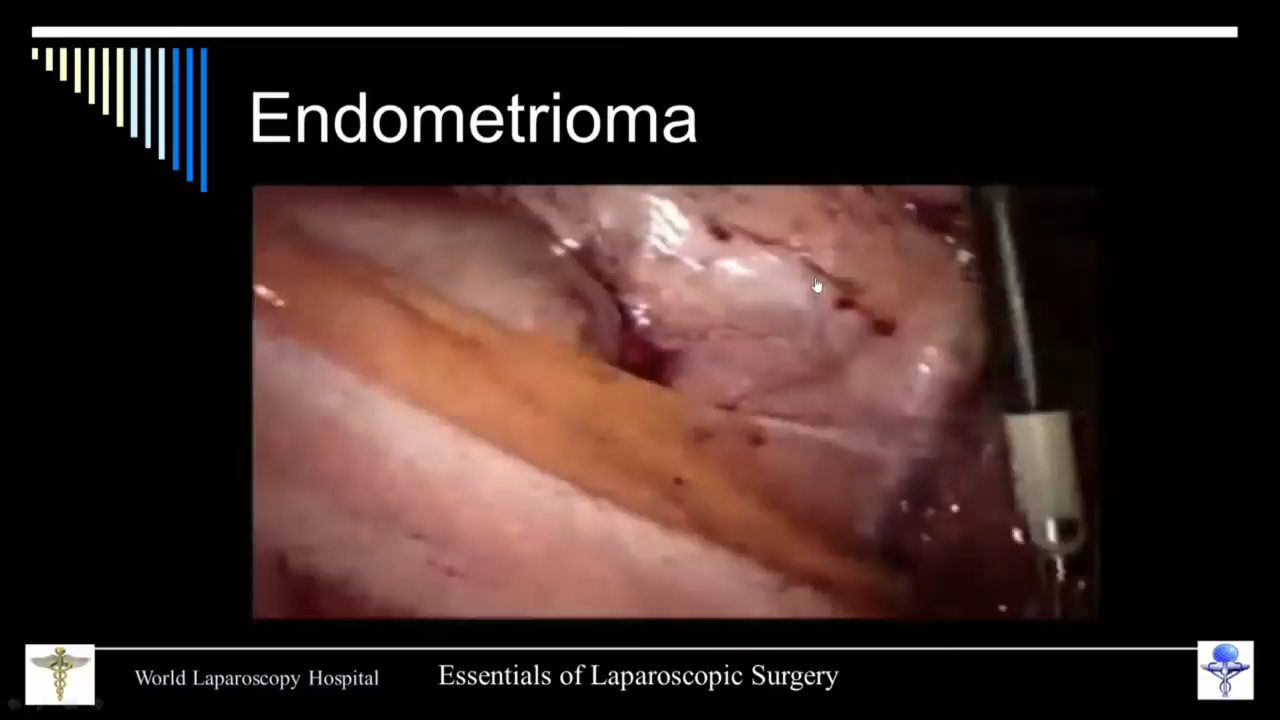 Endometrioma
World Laparoscopy Hospital
Essentials of Laparoscopic Surgery